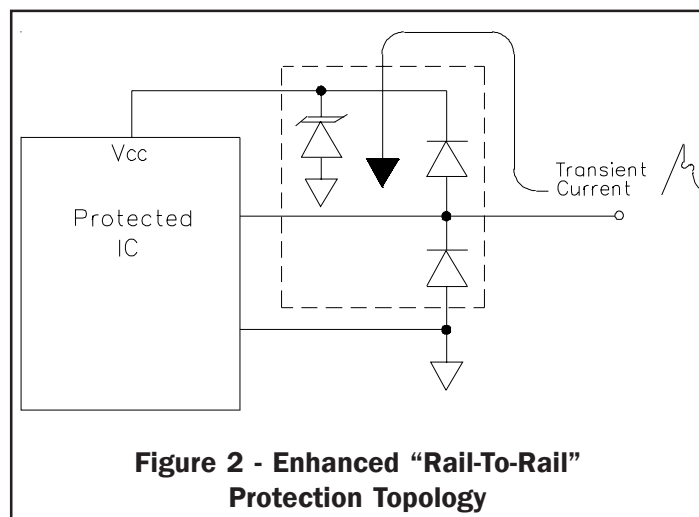 Vcc
Protected
IC
Transient
Current
Figure 2 - Enhanced “Rail-To-Rail”
Protection Topology